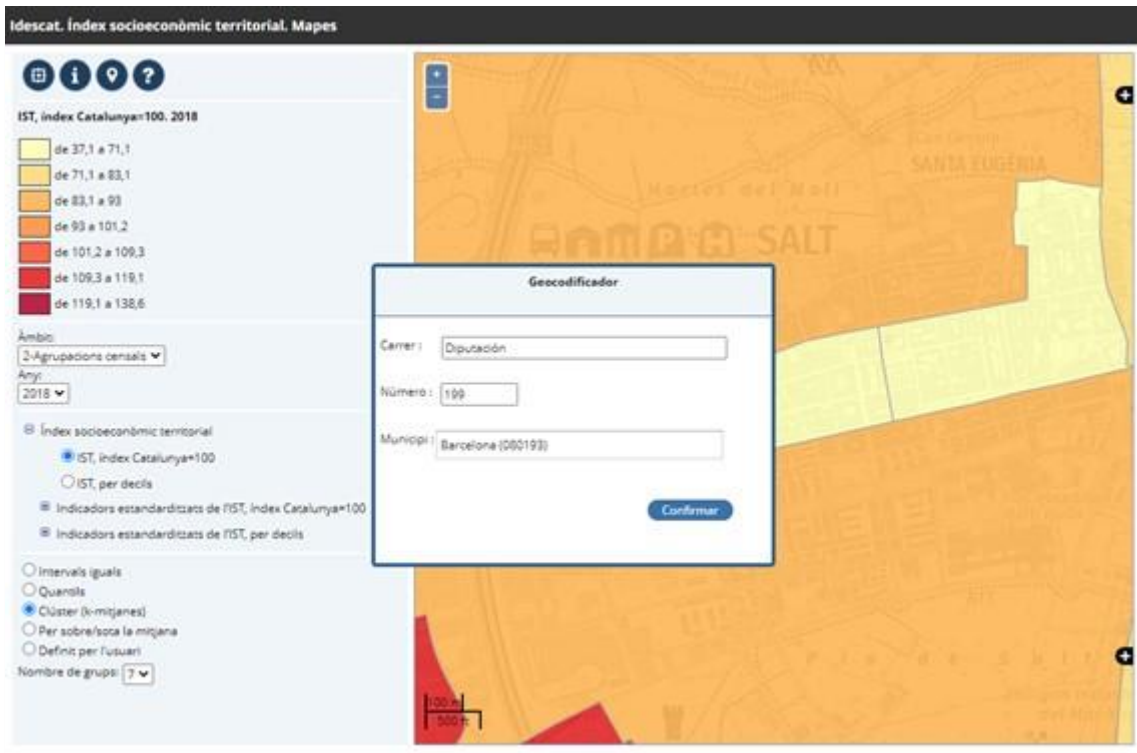 Idescat. Índex socioeconòmic territorial. Mapes
IST, índex Catalunya=100. 2018
de 37,1 a 71,1
de 71,1 a 83,1
de 83,1 a 93
de 93 a 101,2
de 101,2 a 109,3
de 109,3 a 119,1
de 119,1 a 138,6
Àmbit:
2-Agrupacions censals
Any:
2018
Índex socioeconòmic territorial
IST, índex Catalunya=100
IST, per decils
Indicadors estandarditzats de l'IST, índex Catalunya=100
Indicadors estandarditzats de l'IST, per decils
Intervals iguals
Quantils
Clúster (k-mitjanes)
Per sobre/sota la mitjana
Definit per l'usuari
Nombre de grups: 7
+
−
SANTA EUGÈNIA
Hortes del Molí
SALT
Geocodificador
Carrer :
Diputación
Número :
199
Municipi :
Barcelona (080193)
Confirmar
Pla de Salt
100 m
500 ft